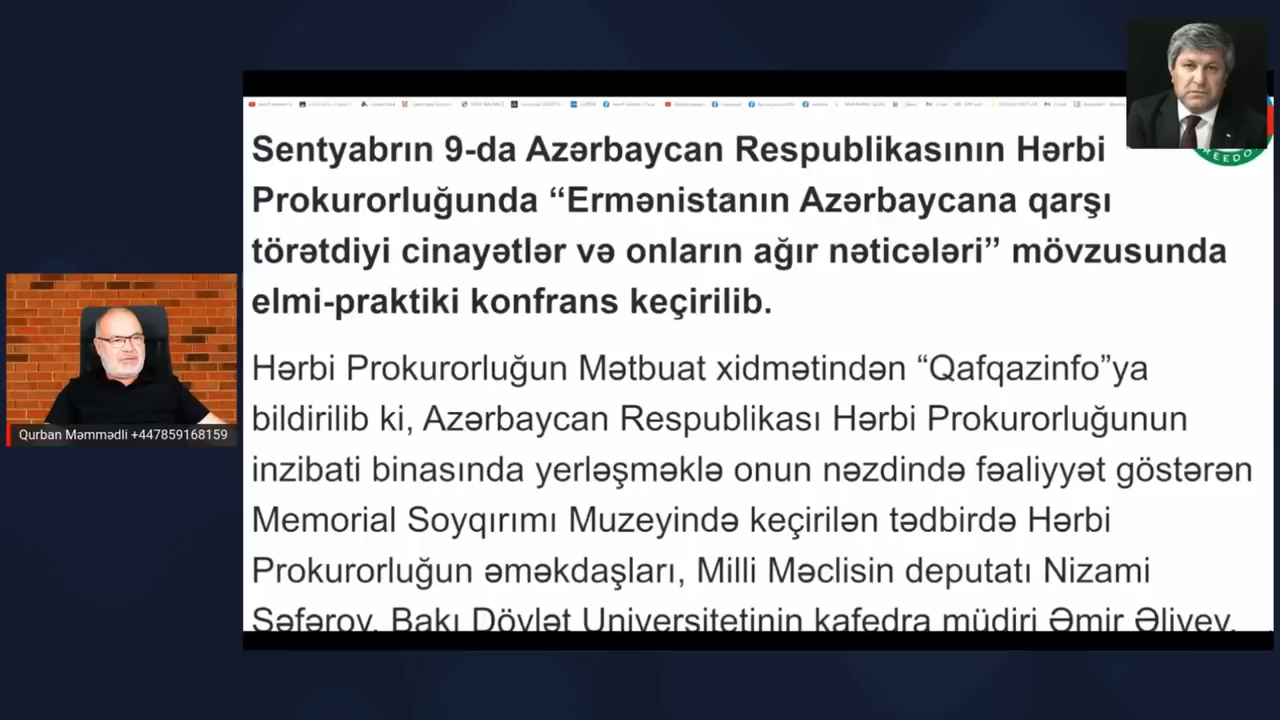 Sentyabrın 9-da Azərbaycan Respublikasının Hərbi
Prokurorluğunda “Ermənistanın Azərbaycana qarşı
törətdiyi cinayətlər və onların ağır nəticələri” mövzusunda
elmi-praktiki konfrans keçirilib.
Hərbi Prokurorluğun Mətbuat xidmətindən “Qafqazinfo”ya
bildirilib ki, Azərbaycan Respublikası Hərbi Prokurorluğunun
inzibati binasında yerləşməklə onun nəzdində fəaliyyət göstərən
Memorial Soyqırımı Muzeyində keçirilən tədbirdə Hərbi
Prokurorluğun əməkdaşları, Milli Məclisin deputatı Nizami
Səfərov, Bakı Dövlət Universitetinin kafedra müdiri Əmir Əliyev,
Qurban Məmmədli +447859168159